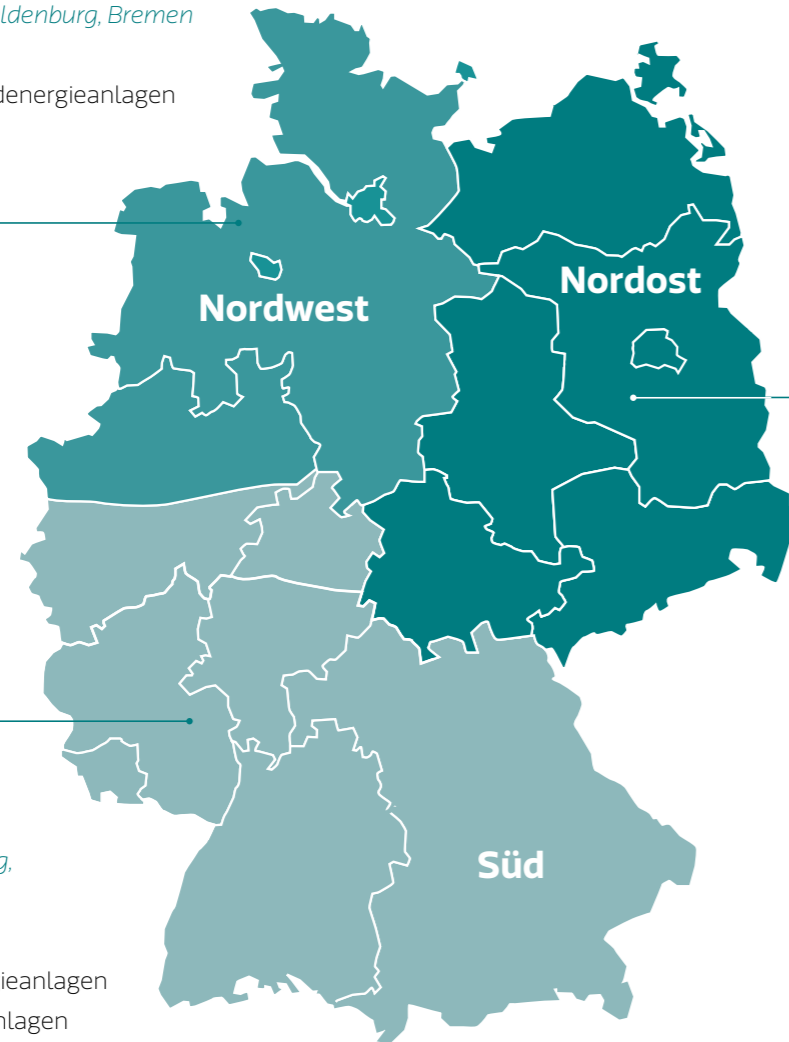 ldenburg, Bremen
denergieanlagen
Nordost
Nordwest
Süd
g,
ieanlagen
nlagen